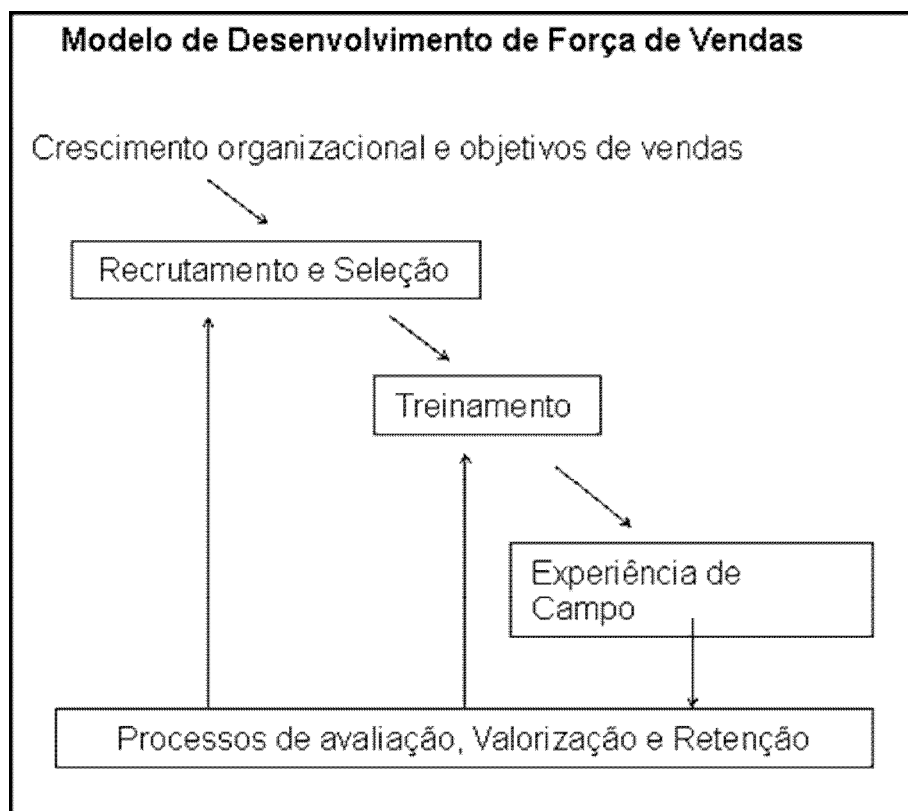 Modelo de Desenvolvimento de Força de Vendas
Crescimento organizacional e objetivos de vendas
Recrutamento e Seleção
Treinamento
Experiência de
Campo
Processos de avaliação, Valorização e Retenção